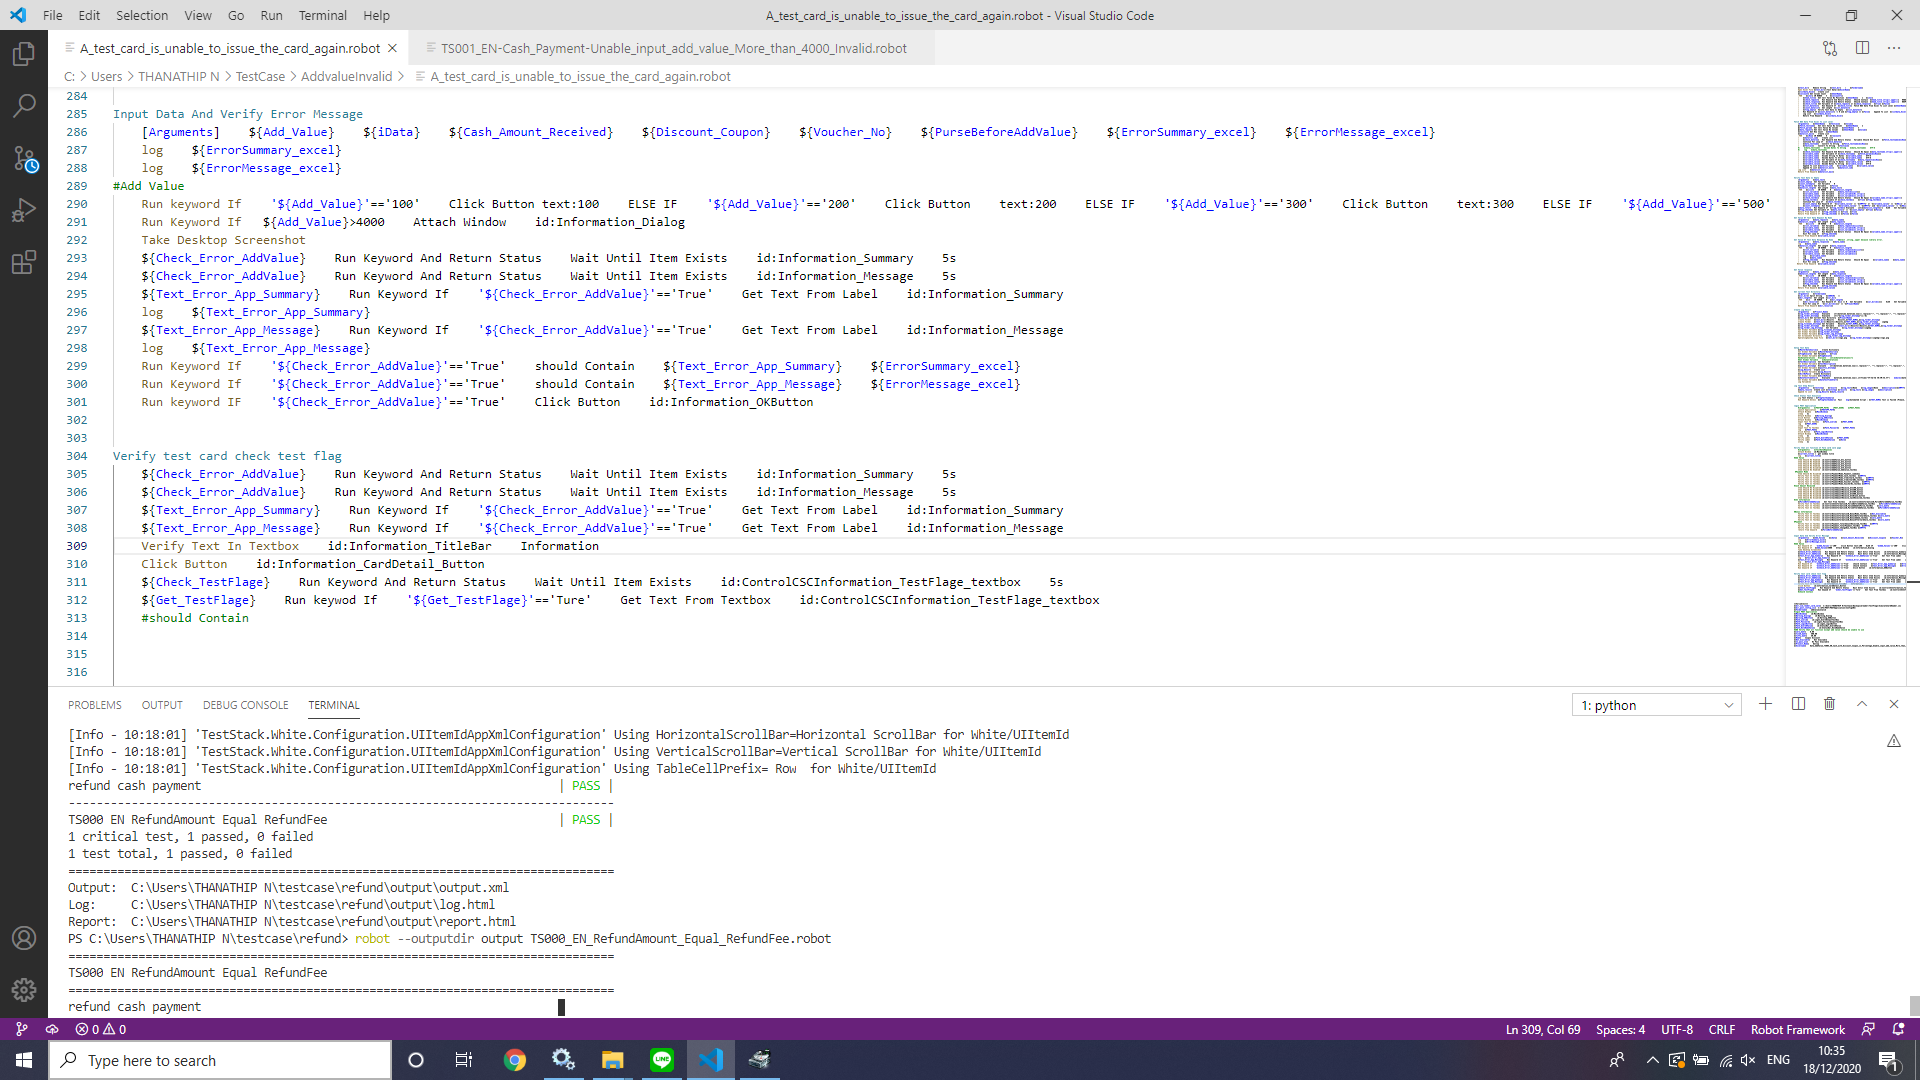 File Edit Selection View Go Run Terminal Help
A_test_card_is_unable_to_issue_the_card_again.robot - Visual Studio Code
A_test_card_is_unable_to_issue_the_card_again.robot
TS001_EN-Cash_Payment-Unable_input_add_value_More_than_4000_Invalid.robot
C: > Users > THANATHIP N > TestCase > AddvalueInvalid > A_test_card_is_unable_to_issue_the_card_again.robot
284
285 Input Data And Verify Error Message
286 [Arguments] ${Add_Value} ${iData} ${Cash_Amount_Received} ${Discount_Coupon} ${Voucher_No} ${PurseBeforeAddValue} ${ErrorSummary_excel} ${ErrorMessage_excel}
287 log ${ErrorSummary_excel}
288 log ${ErrorMessage_excel}
289 #Add Value
290 Run keyword If '${Add_Value}'=='100' Click Button text:100 ELSE IF '${Add_Value}'=='200' Click Button text:200 ELSE IF '${Add_Value}'=='300' Click Button text:300 ELSE IF '${Add_Value}'=='500'
291 Run Keyword If ${Add_Value}>4000 Attach Window id:Information_Dialog
292 Take Desktop Screenshot
293 ${Check_Error_AddValue} Run Keyword And Return Status Wait Until Item Exists id:Information_Summary 5s
294 ${Check_Error_AddValue} Run Keyword And Return Status Wait Until Item Exists id:Information_Message 5s
295 ${Text_Error_App_Summary} Run Keyword If '${Check_Error_AddValue}'=='True' Get Text From Label id:Information_Summary
296 log ${Text_Error_App_Summary}
297 ${Text_Error_App_Message} Run Keyword If '${Check_Error_AddValue}'=='True' Get Text From Label id:Information_Message
298 log ${Text_Error_App_Message}
299 Run Keyword If '${Check_Error_AddValue}'=='True' should Contain ${Text_Error_App_Summary} ${ErrorSummary_excel}
300 Run Keyword If '${Check_Error_AddValue}'=='True' should Contain ${Text_Error_App_Message} ${ErrorMessage_excel}
301 Run keyword IF '${Check_Error_AddValue}'=='True' Click Button id:Information_OKButton
302
303
304 Verify test card check test flag
305 ${Check_Error_AddValue} Run Keyword And Return Status Wait Until Item Exists id:Information_Summary 5s
306 ${Check_Error_AddValue} Run Keyword And Return Status Wait Until Item Exists id:Information_Message 5s
307 ${Text_Error_App_Summary} Run Keyword If '${Check_Error_AddValue}'=='True' Get Text From Label id:Information_Summary
308 ${Text_Error_App_Message} Run Keyword If '${Check_Error_AddValue}'=='True' Get Text From Label id:Information_Message
309 Verify Text In Textbox id:Information_TitleBar Information
310 Click Button id:Information_CardDetail_Button
311 ${Check_TestFlage} Run Keyword And Return Status Wait Until Item Exists id:ControlCSCInformation_TestFlage_textbox 5s
312 ${Get_TestFlage} Run keywod If '${Get_TestFlage}'=='Ture' Get Text From Textbox id:ControlCSCInformation_TestFlage_textbox
313 #should Contain
314
315
316
PROBLEMS OUTPUT DEBUG CONSOLE TERMINAL
1: python
[Info - 10:18:01] 'TestStack.White.Configuration.UIItemIdAppXmlConfiguration' Using HorizontalScrollBar=Horizontal ScrollBar for White/UIItemId
[Info - 10:18:01] 'TestStack.White.Configuration.UIItemIdAppXmlConfiguration' Using VerticalScrollBar=Vertical ScrollBar for White/UIItemId
[Info - 10:18:01] 'TestStack.White.Configuration.UIItemIdAppXmlConfiguration' Using TableCellPrefix= Row  for White/UIItemId
refund cash payment | PASS |
------------------------------------------------------------------------------
TS000 EN RefundAmount Equal RefundFee | PASS |
1 critical test, 1 passed, 0 failed
1 test total, 1 passed, 0 failed
==============================================================================
Output: C:\Users\THANATHIP N\testcase\refund\output\output.xml
Log: C:\Users\THANATHIP N\testcase\refund\output\log.html
Report: C:\Users\THANATHIP N\testcase\refund\output\report.html
PS C:\Users\THANATHIP N\testcase\refund> robot --outputdir output TS000_EN_RefundAmount_Equal_RefundFee.robot
==============================================================================
TS000 EN RefundAmount Equal RefundFee
==============================================================================
refund cash payment
0 0 Ln 309, Col 69 Spaces: 4 UTF-8 CRLF Robot Framework
Type here to search
ENG
10:35
18/12/2020
1